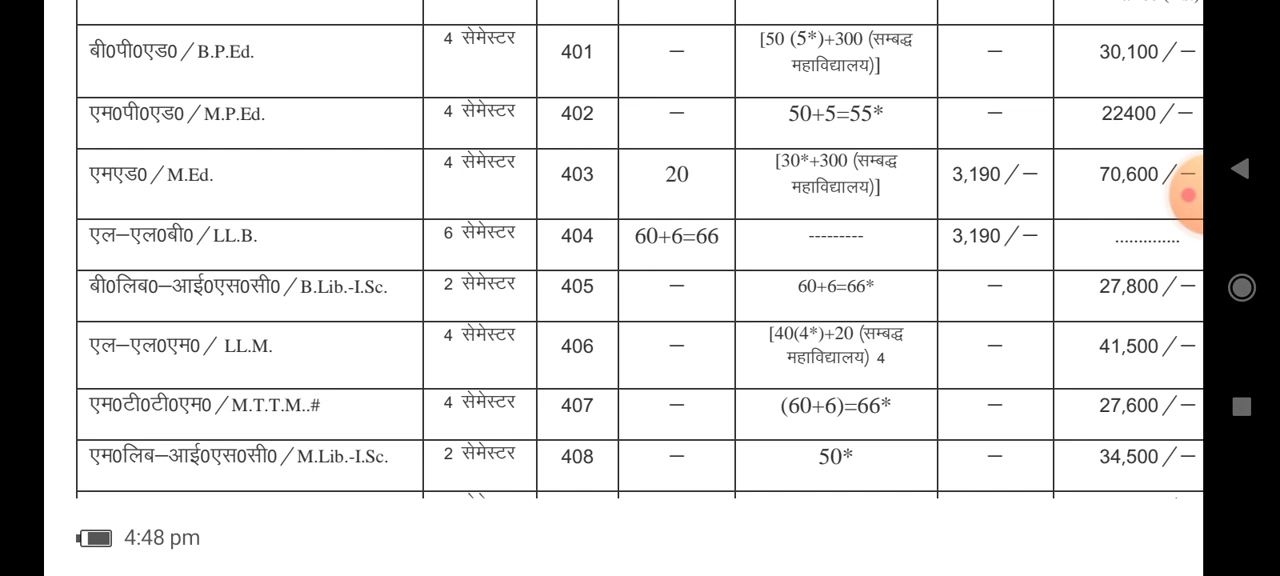 बी0पी0एड0 / B.P.Ed. 4 सेमेस्टर 401 – [50 (5*)+300 (सम्बद्ध महाविद्यालय)] – 30,100 / –
एम0पी0एड0 / M.P.Ed. 4 सेमेस्टर 402 – 50+5=55* – 22400 / –
एमएड0 / M.Ed. 4 सेमेस्टर 403 20 [30*+300 (सम्बद्ध महाविद्यालय)] 3,190 / – 70,600 / –
एल–एल0बी0 / LL.B. 6 सेमेस्टर 404 60+6=66 --------- 3,190 / – ..............
बी0लिब0–आई0एस0सी0 / B.Lib.-I.Sc. 2 सेमेस्टर 405 – 60+6=66* – 27,800 / –
एल–एल0एम0 / LL.M. 4 सेमेस्टर 406 – [40(4*)+20 (सम्बद्ध महाविद्यालय) 4 – 41,500 / –
एम0टी0टी0एम0 / M.T.T.M..# 4 सेमेस्टर 407 – (60+6)=66* – 27,600 / –
एम0लिब–आई0एस0सी0 / M.Lib.-I.Sc. 2 सेमेस्टर 408 – 50* – 34,500 / –
4:48 pm